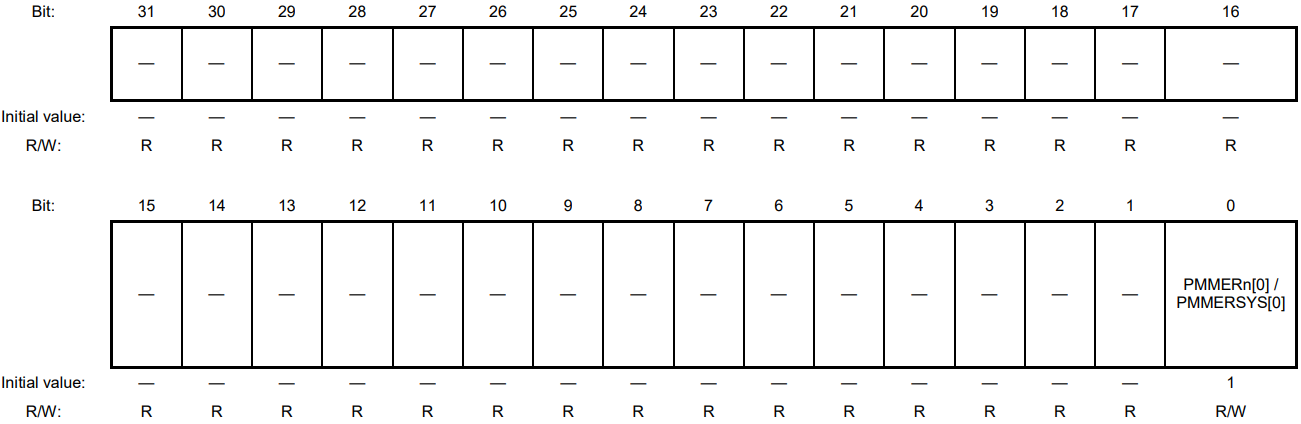 Bit: 31 30 29 28 27 26 25 24 23 22 21 20 19 18 17 16
— — — — — — — — — — — — — — — —
Initial value: — — — — — — — — — — — — — — — —
R/W: R R R R R R R R R R R R R R R R
Bit: 15 14 13 12 11 10 9 8 7 6 5 4 3 2 1 0
— — — — — — — — — — — — — — — PMMERn[0] /
PMMERSYS[0]
Initial value: — — — — — — — — — — — — — — — 1
R/W: R R R R R R R R R R R R R R R R/W